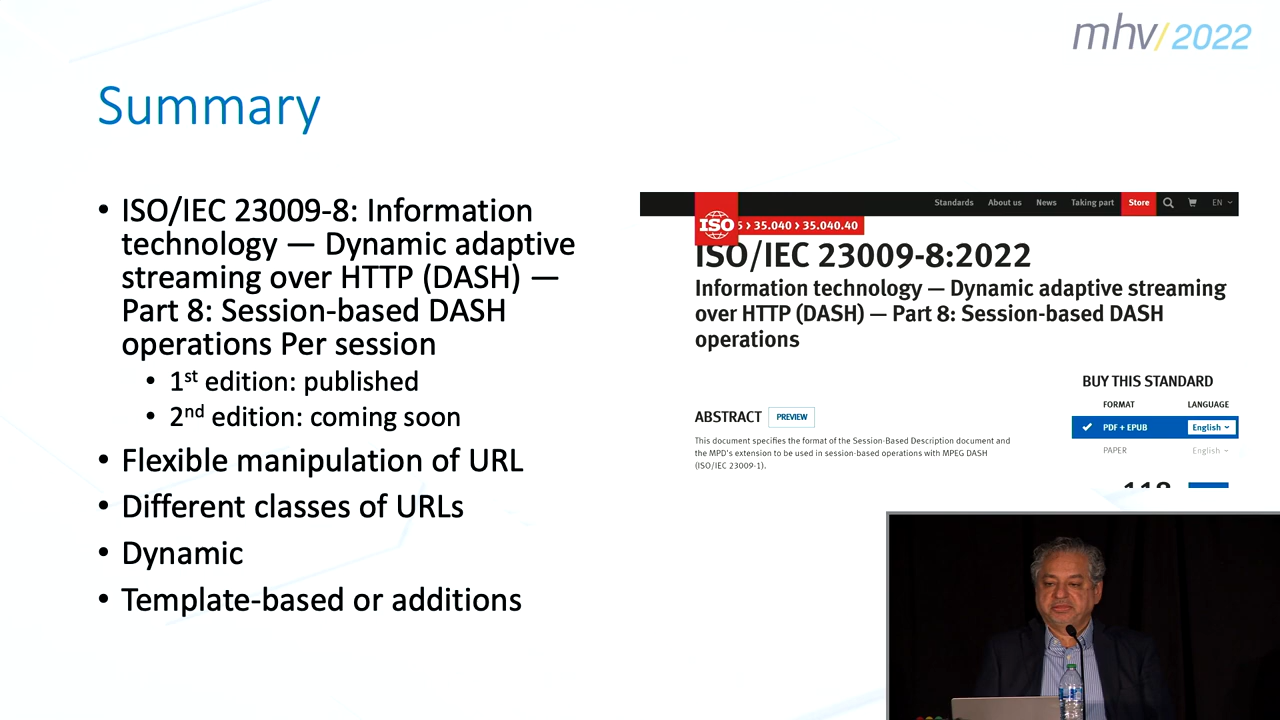 mhv/2022
Summary
• ISO/IEC 23009-8: Information
technology — Dynamic adaptive
streaming over HTTP (DASH) —
Part 8: Session-based DASH
operations Per session
• 1st edition: published
• 2nd edition: coming soon
• Flexible manipulation of URL
• Different classes of URLs
• Dynamic
• Template-based or additions
Standards About us News Taking part Store EN
ISO 5 > 35.040 > 35.040.40
ISO/IEC 23009-8:2022
Information technology — Dynamic adaptive streaming
over HTTP (DASH) — Part 8: Session-based DASH
operations
ABSTRACT PREVIEW
This document specifies the format of the Session-Based Description document and
the MPD's extension to be used in session-based operations with MPEG DASH
(ISO/IEC 23009-1).
BUY THIS STANDARD
FORMAT LANGUAGE
PDF + EPUB English
PAPER English